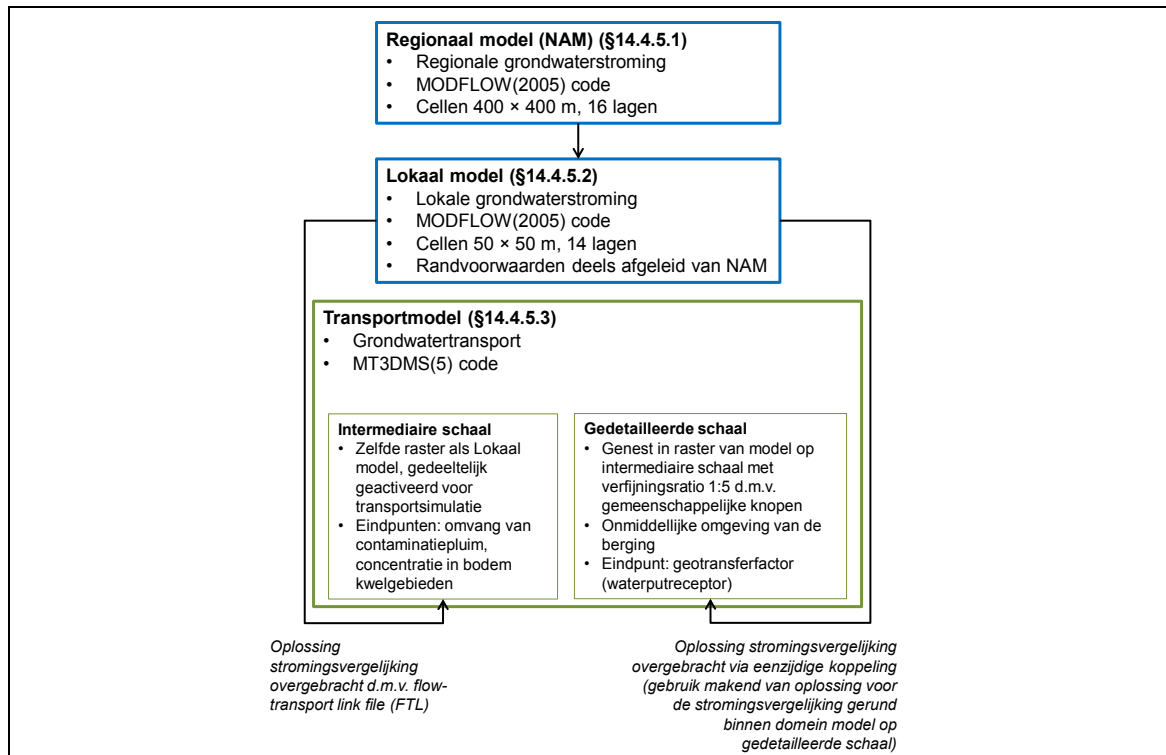 Regionaal model (NAM) (§14.4.5.1)
• Regionale grondwaterstroming
• MODFLOW(2005) code
• Cellen 400 × 400 m, 16 lagen
Lokaal model (§14.4.5.2)
• Lokale grondwaterstroming
• MODFLOW(2005) code
• Cellen 50 × 50 m, 14 lagen
• Randvoorwaarden deels afgeleid van NAM
Transportmodel (§14.4.5.3)
• Grondwatertransport
• MT3DMS(5) code
Intermediaire schaal
• Zelfde raster als Lokaal
model, gedeeltelijk
geactiveerd voor
transportsimulatie
• Eindpunten: omvang van
contaminatiepluim,
concentratie in bodem
kwelgebieden
Gedetailleerde schaal
• Genest in raster van model op
intermediaire schaal met
verfijningsratio 1:5 d.m.v.
gemeenschappelijke knopen
• Onmiddellijke omgeving van de
berging
• Eindpunt: geotransferfactor
(waterputreceptor)
Oplossing
stromingsvergelijking
overgebracht d.m.v. flow-
transport link file (FTL)
Oplossing stromingsvergelijking
overgebracht via eenzijdige koppeling
(gebruik makend van oplossing voor
de stromingsvergelijking gerund
binnen domein model op
gedetailleerde schaal)